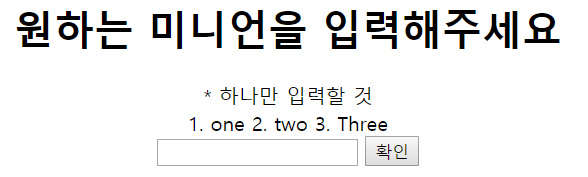 원하는 미니언을 입력해주세요
* 하나만 입력할 것
1. one 2. two 3. Three
확인